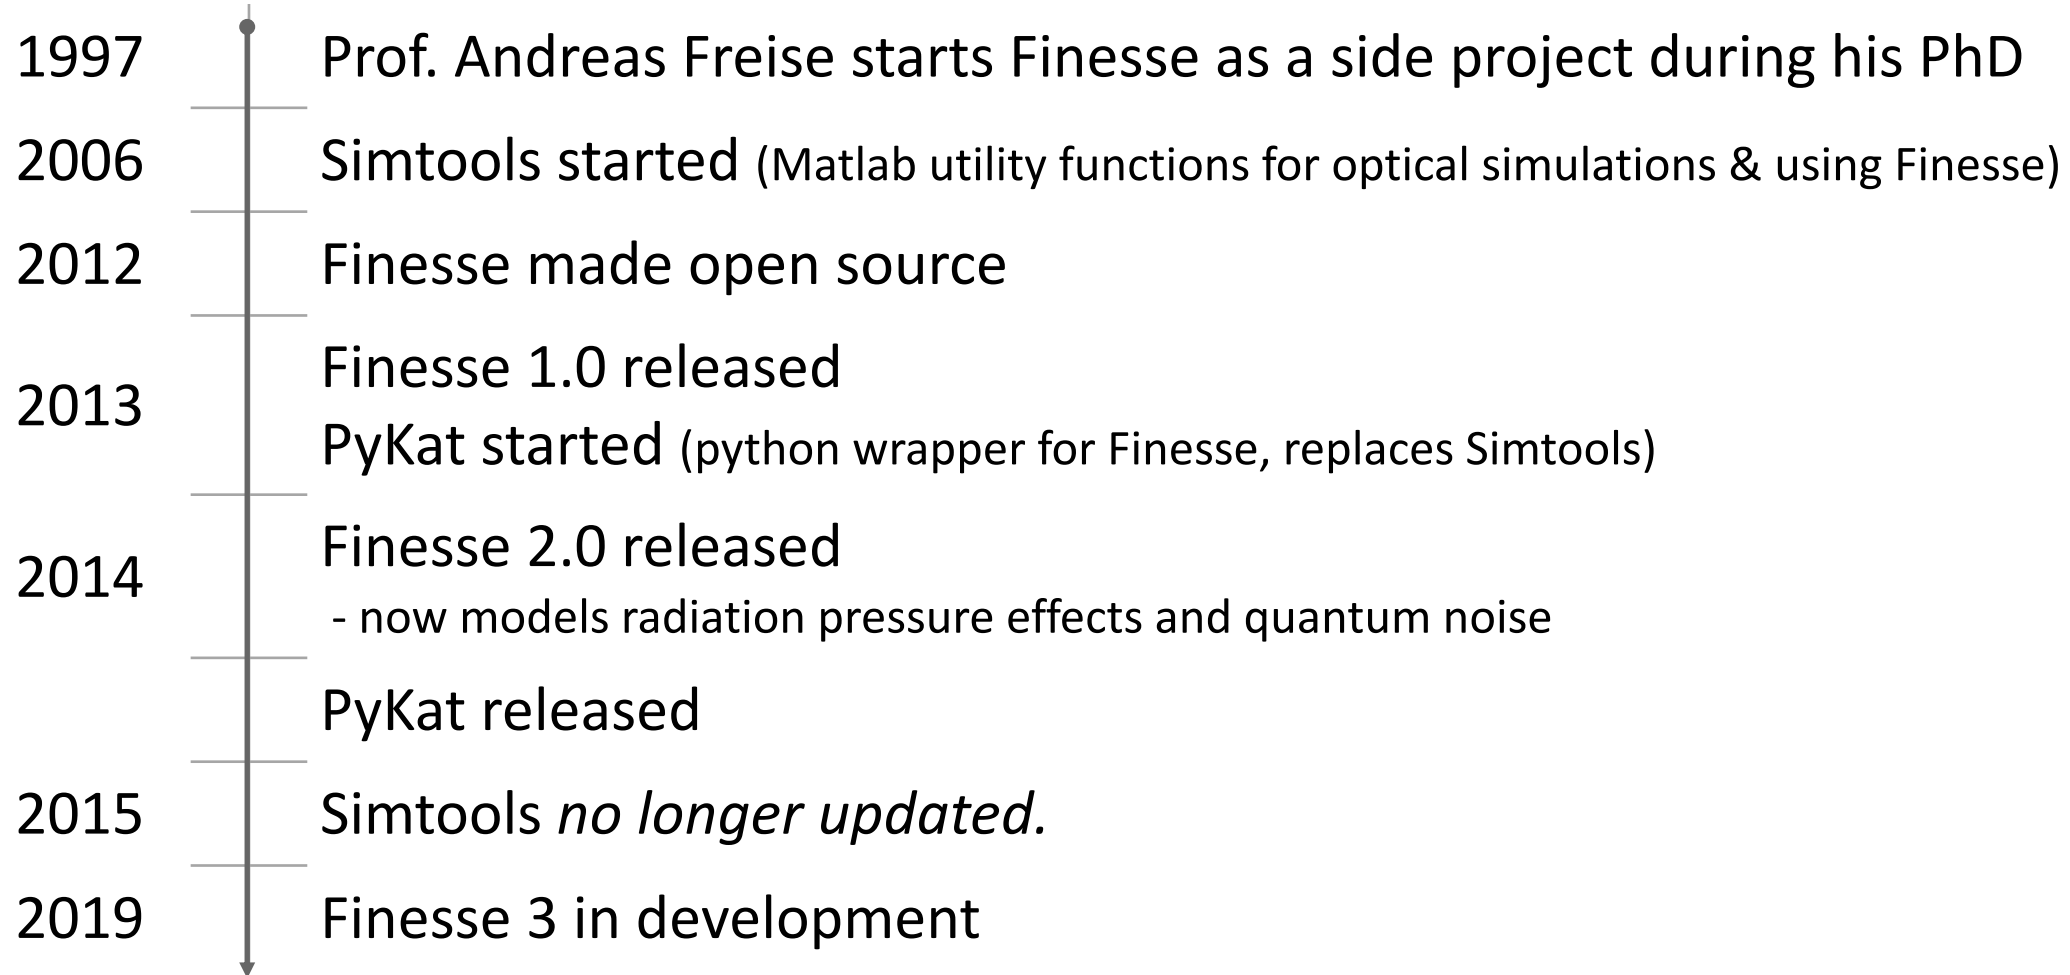 1997 Prof. Andreas Freise starts Finesse as a side project during his PhD
2006 Simtools started (Matlab utility functions for optical simulations & using Finesse)
2012 Finesse made open source
2013
Finesse 1.0 released
PyKat started (python wrapper for Finesse, replaces Simtools)
2014
Finesse 2.0 released
- now models radiation pressure effects and quantum noise
PyKat released
2015 Simtools no longer updated.
2019 Finesse 3 in development